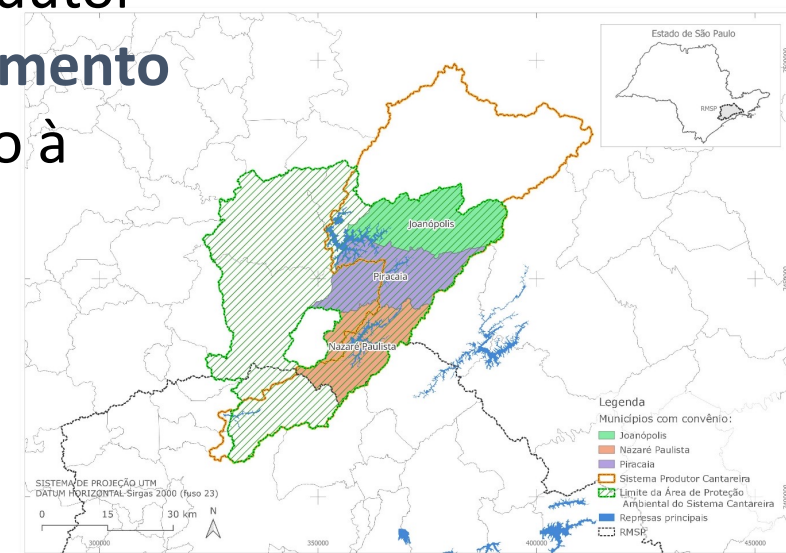 dutor
mento
o à
Estado de São Paulo
RMSP
Joanópolis
Piracaia
Nazaré Paulista
Legenda
Municípios com convênio:
Joanópolis
Nazaré Paulista
Piracaia
Sistema Produtor Cantareira
Limite da Área de Proteção
Ambiental do Sistema Cantareira
Represas principais
RMSP
SISTEMA DE PROJEÇÃO UTM
DATUM HORIZONTAL Sirgas 2000 (fuso 23)
0 15 30 km
N
300000 350000 400000 450000